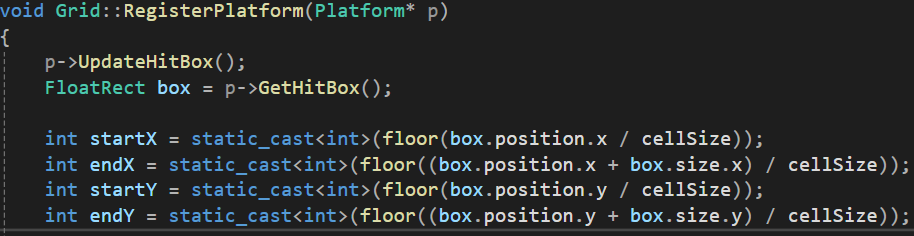 void Grid::RegisterPlatform(Platform* p)
{
p->UpdateHitBox();
FloatRect box = p->GetHitBox();
int startX = static_cast<int>(floor(box.position.x / cellSize));
int endX = static_cast<int>(floor((box.position.x + box.size.x) / cellSize));
int startY = static_cast<int>(floor(box.position.y / cellSize));
int endY = static_cast<int>(floor((box.position.y + box.size.y) / cellSize));